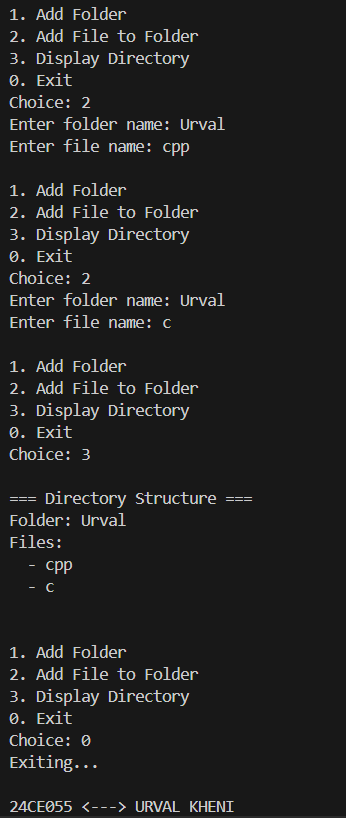 1. Add Folder
2. Add File to Folder
3. Display Directory
0. Exit
Choice: 2
Enter folder name: Urval
Enter file name: cpp

1. Add Folder
2. Add File to Folder
3. Display Directory
0. Exit
Choice: 2
Enter folder name: Urval
Enter file name: c

1. Add Folder
2. Add File to Folder
3. Display Directory
0. Exit
Choice: 3

=== Directory Structure ===
Folder: Urval
Files:
  - cpp
  - c

1. Add Folder
2. Add File to Folder
3. Display Directory
0. Exit
Choice: 0
Exiting...

24CE055 <---> URVAL KHENI